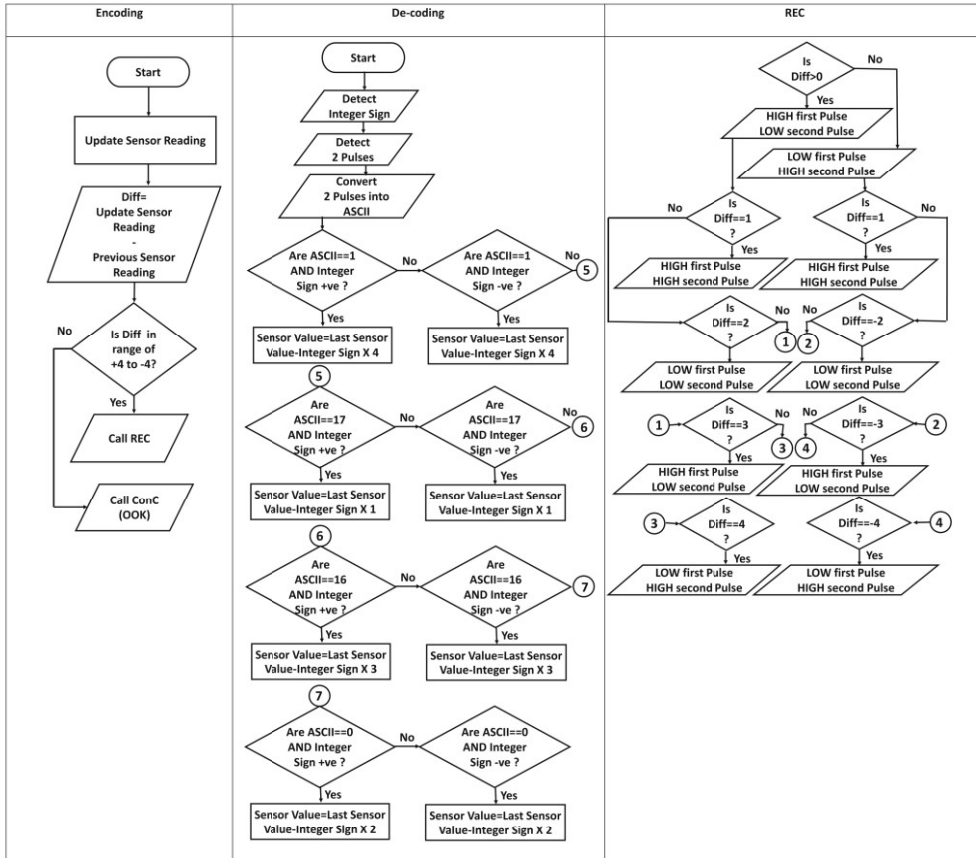 Encoding
De-coding
REC
Start
Update Sensor Reading
Diff=
Update Sensor
Reading
-
Previous Sensor
Reading
No
Is Diff in
range of
+4 to -4?
Yes
Call REC
Call ConC
(OOK)
Start
Detect
Integer Sign
Detect
2 Pulses
Convert
2 Pulses into
ASCII
Are ASCII==1
AND Integer
Sign +ve ?
No
Are ASCII==1
AND Integer
Sign -ve ?
No
5
Yes
Yes
Sensor Value=Last Sensor
Value-Integer Sign X 4
Sensor Value=Last Sensor
Value-Integer Sign X 4
5
Are
ASCII==17
AND Integer
Sign +ve ?
No
Are
ASCII==17
AND Integer
Sign -ve ?
No
6
Yes
Yes
Sensor Value=Last Sensor
Value-Integer Sign X 1
Sensor Value=Last Sensor
Value-Integer Sign X 1
6
Are
ASCII==16
AND Integer
Sign +ve ?
No
Are
ASCII==16
AND Integer
Sign -ve ?
7
Yes
Yes
Sensor Value=Last Sensor
Value-Integer Sign X 3
Sensor Value=Last Sensor
Value-Integer Sign X 3
7
Are ASCII==0
AND Integer
Sign +ve ?
No
Are ASCII==0
AND Integer
Sign -ve ?
Yes
Yes
Sensor Value=Last Sensor
Value-Integer Sign X 2
Sensor Value=Last Sensor
Value-Integer Sign X 2
Is
Diff>0
No
Yes
HIGH first Pulse
LOW second Pulse
LOW first Pulse
HIGH second Pulse
No
Is
Diff==1
?
Is
Diff==1
?
No
Yes
Yes
HIGH first Pulse
HIGH second Pulse
HIGH first Pulse
HIGH second Pulse
Is
Diff==2
?
No
1
No
2
Is
Diff==-2
?
LOW first Pulse
LOW second Pulse
LOW first Pulse
LOW second Pulse
1
Is
Diff==3
?
No
3
No
4
Is
Diff==-3
?
2
Yes
Yes
HIGH first Pulse
LOW second Pulse
HIGH first Pulse
LOW second Pulse
3
Is
Diff==4
?
Is
Diff==-4
?
4
Yes
Yes
LOW first Pulse
HIGH second Pulse
LOW first Pulse
HIGH second Pulse